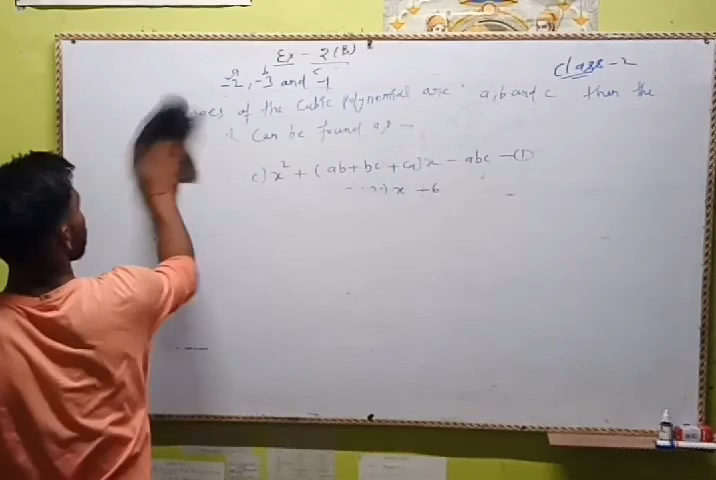 Ex - 2(B)
Class-2
a b c
-2, -3 and -1
of the cubic polynomial are a, b and c then the
can be found as -
c)x² + (ab+bc+ca)x - abc -①
x + 6